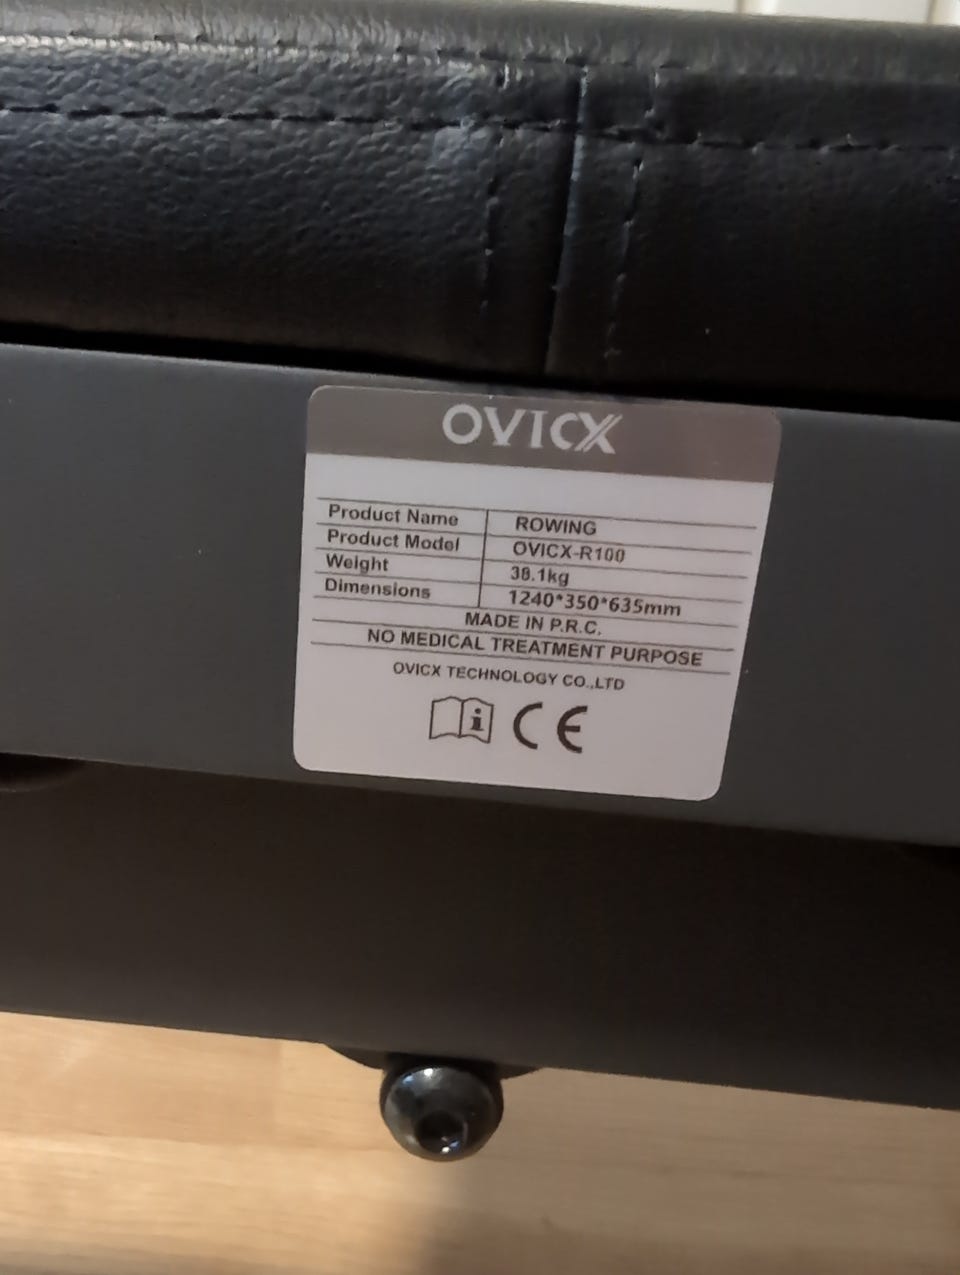 OVICX
Product Name ROWING
Product Model OVICX-R100
Weight 38.1kg
Dimensions 1240*350*635mm
MADE IN P.R.C.
NO MEDICAL TREATMENT PURPOSE
OVICX TECHNOLOGY CO.,LTD
i CE